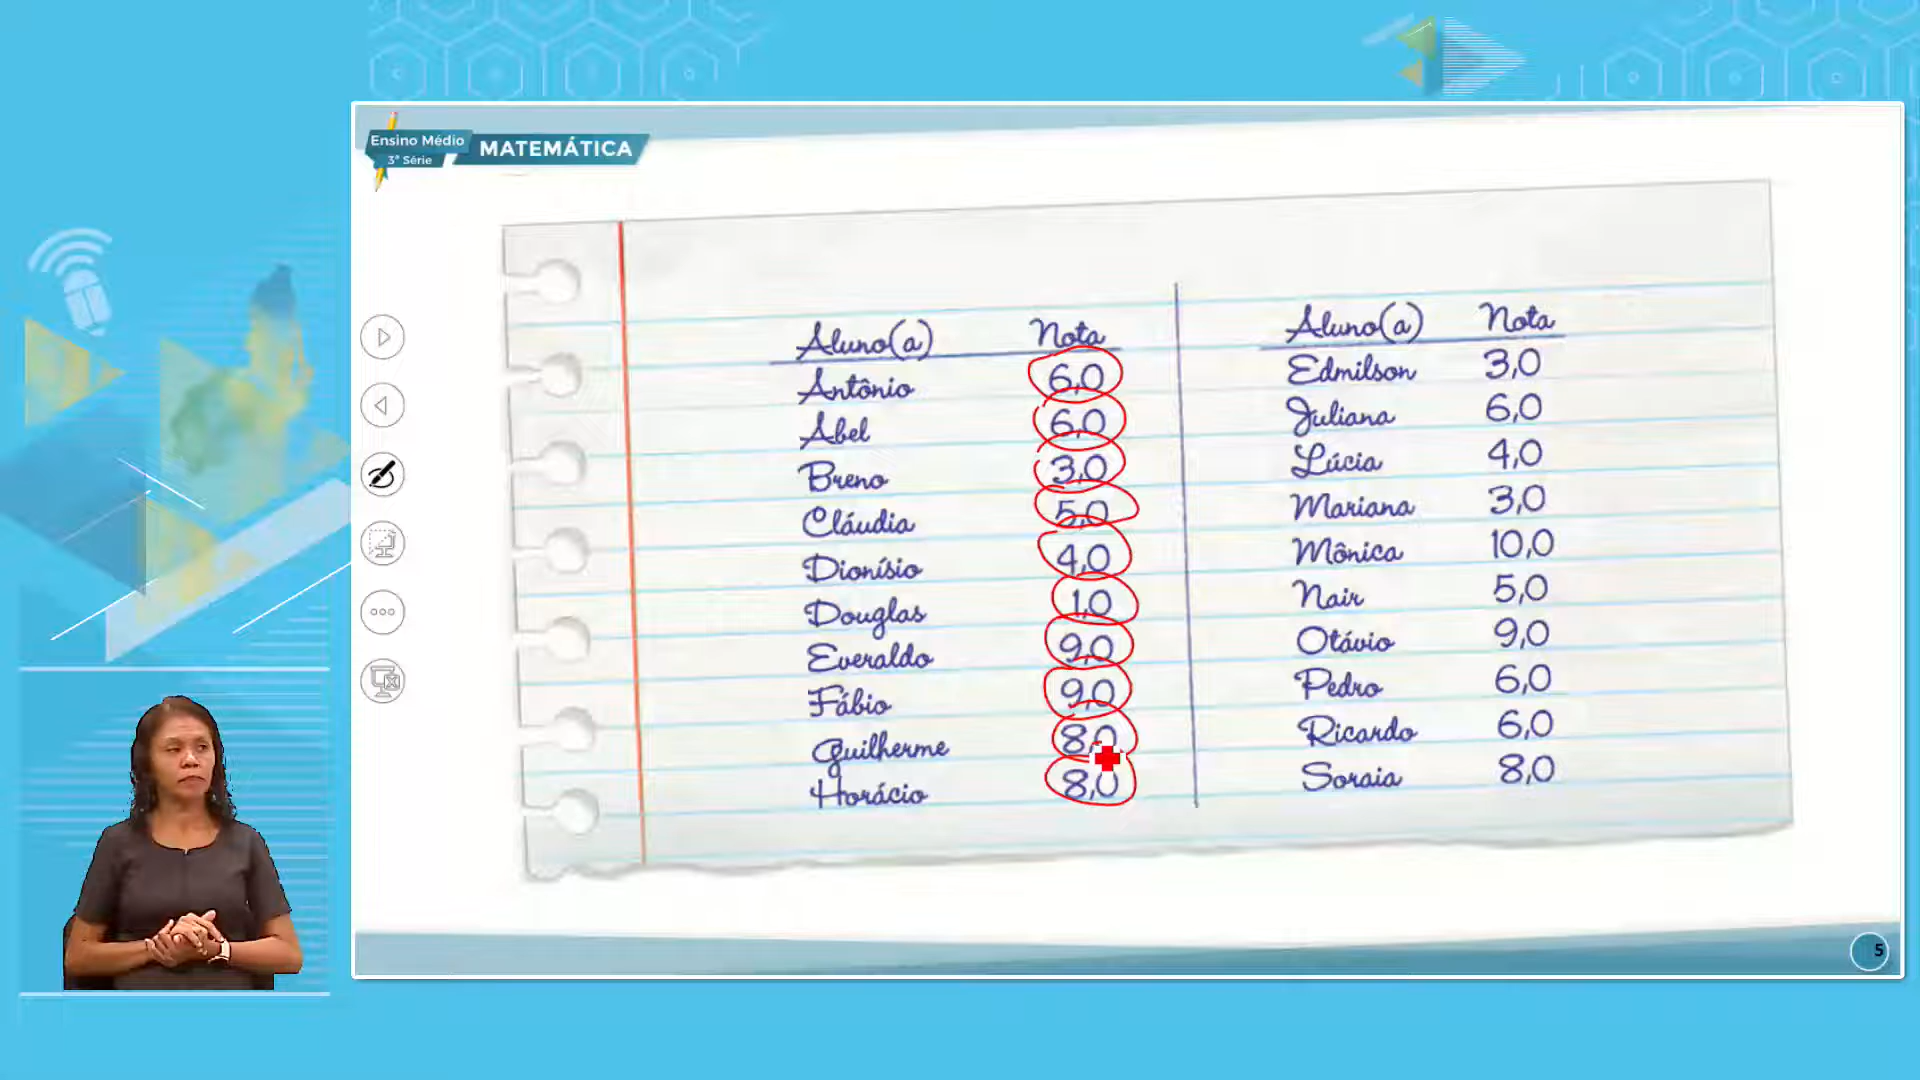 Ensino Médio
3ª Série
MATEMÁTICA
Aluno(a) Nota
Antônio 6,0
Abel 6,0
Breno 3,0
Cláudia 5,0
Dionísio 4,0
Douglas 1,0
Everaldo 9,0
Fábio 9,0
Guilherme 8,0
Horácio 8,0
Aluno(a) Nota
Edmilson 3,0
Juliana 6,0
Lúcia 4,0
Mariana 3,0
Mônica 10,0
Nair 5,0
Otávio 9,0
Pedro 6,0
Ricardo 6,0
Soraia 8,0
5